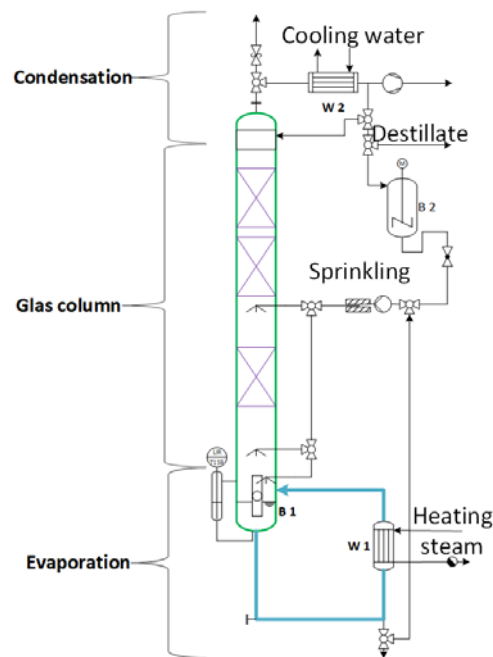 Cooling water
Condensation
W 2
Destillate
M
B 2
Sprinkling
Glas column
B 1
Heating
steam
W 1
Evaporation